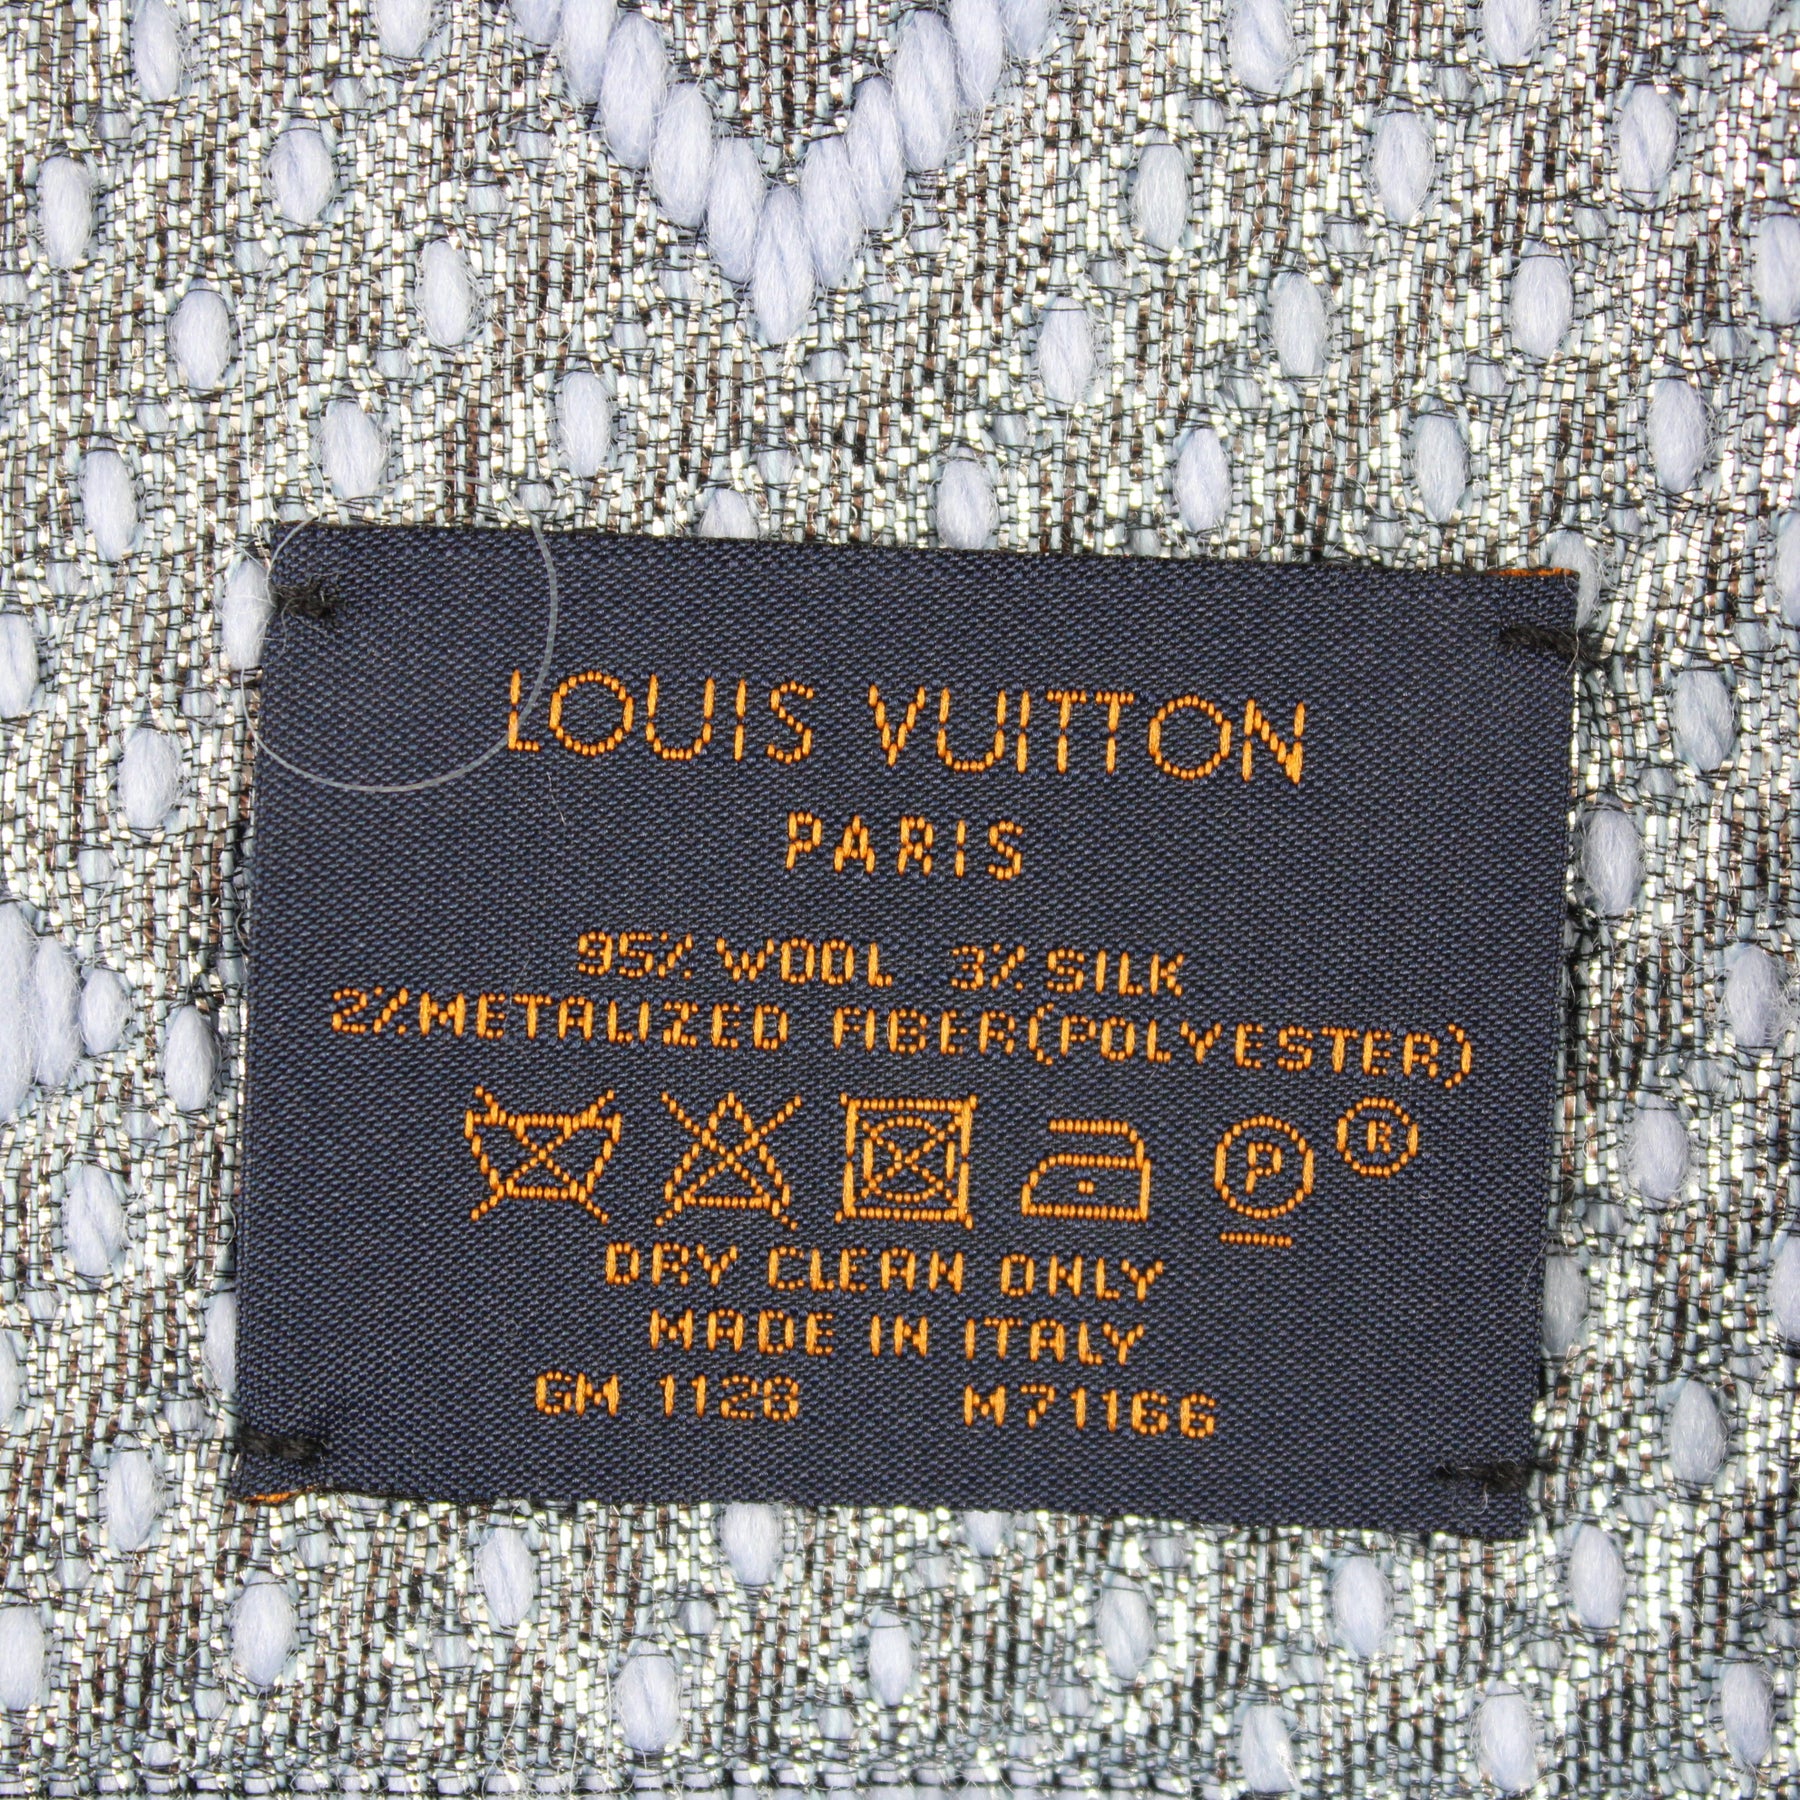 LOUIS VUITTON
PARIS
95% WOOL 3% SILK
2% METALIZED FIBER(POLYESTER)
P ®
DRY CLEAN ONLY
MADE IN ITALY
GM 1128 M71166